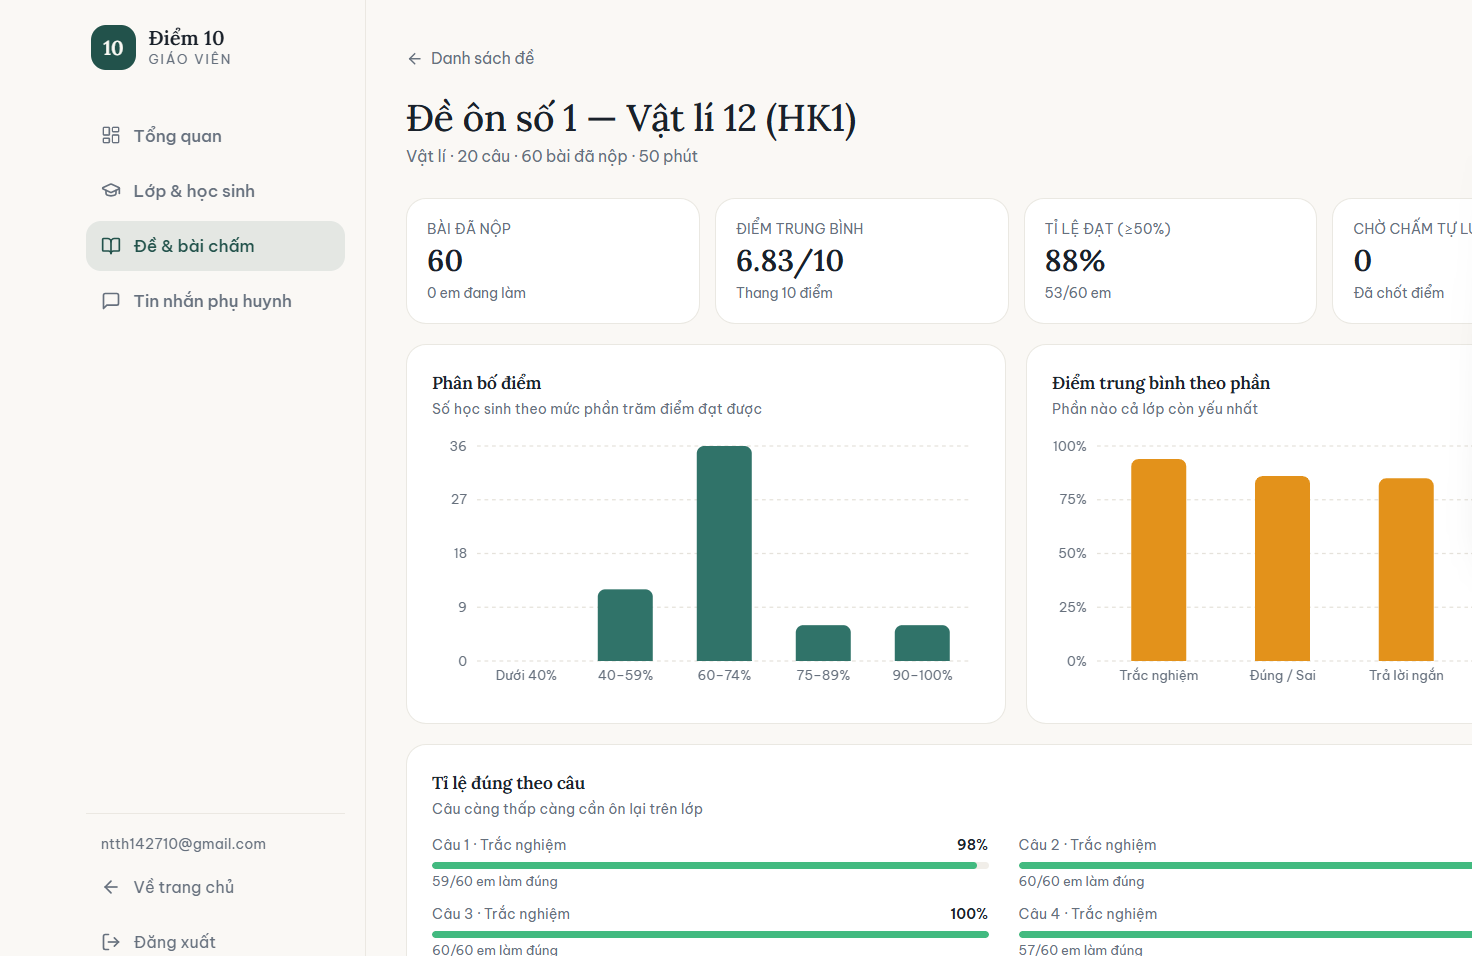 10
Điểm 10
GIÁO VIÊN
Tổng quan
Lớp & học sinh
Đề & bài chấm
Tin nhắn phụ huynh
ntth142710@gmail.com
Về trang chủ
Đăng xuất
Danh sách đề
Đề ôn số 1 — Vật lí 12 (HK1)
Vật lí · 20 câu · 60 bài đã nộp · 50 phút
BÀI ĐÃ NỘP
60
0 em đang làm
ĐIỂM TRUNG BÌNH
6.83/10
Thang 10 điểm
TỈ LỆ ĐẠT (≥50%)
88%
53/60 em
CHỜ CHẤM TỰ
0
Đã chốt điểm
Phân bố điểm
Số học sinh theo mức phần trăm điểm đạt được
36
27
18
9
0
Dưới 40%
40–59%
60–74%
75–89%
90–100%
Điểm trung bình theo phần
Phần nào cả lớp còn yếu nhất
100%
75%
50%
25%
0%
Trắc nghiệm
Đúng / Sai
Trả lời ngắn
Tỉ lệ đúng theo câu
Câu càng thấp càng cần ôn lại trên lớp
Câu 1 · Trắc nghiệm
98%
59/60 em làm đúng
Câu 2 · Trắc nghiệm
60/60 em làm đúng
Câu 3 · Trắc nghiệm
100%
60/60 em làm đúng
Câu 4 · Trắc nghiệm
57/60 em làm đúng